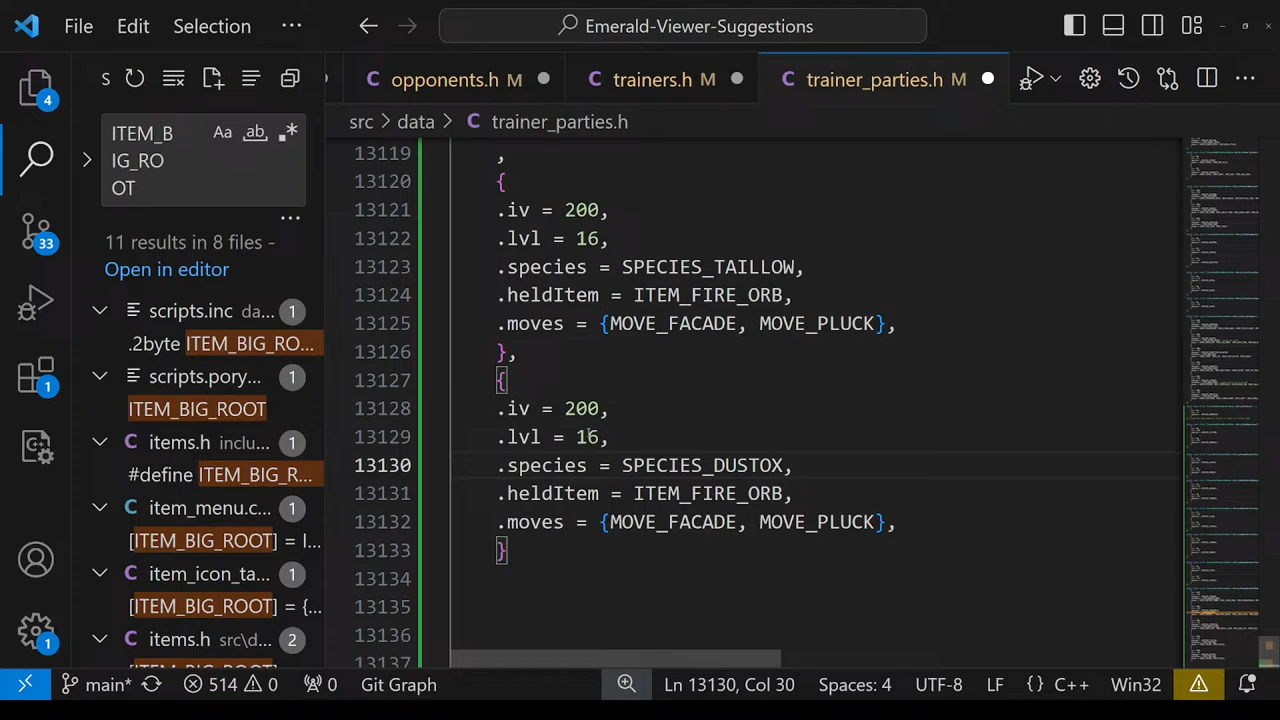 File Edit Selection ···
Emerald-Viewer-Suggestions
4
33
1
1
S
ITEM_B
IG_RO
OT
Aa ab
···
11 results in 8 files -
Open in editor
scripts.inc da... 1
.2byte ITEM_BIG_RO...
scripts.pory... 1
ITEM_BIG_ROOT
items.h inclu... 1
#define ITEM_BIG_R...
item_menu.c... 1
[ITEM_BIG_ROOT] = I...
item_icon_ta... 1
[ITEM_BIG_ROOT] = {...
items.h src\d... 2
C opponents.h M
C trainers.h M
C trainer_parties.h M
src > data > C trainer_parties.h
13119 ,
13120 {
13121 .iv = 200,
13122 .lvl = 16,
13123 .species = SPECIES_TAILLOW,
13124 .heldItem = ITEM_FIRE_ORB,
13125 .moves = {MOVE_FACADE, MOVE_PLUCK},
13126 },
13127 {
13128 .iv = 200,
13129 .lvl = 16,
13130 .species = SPECIES_DUSTOX,
13131 .heldItem = ITEM_FIRE_ORB,
13132 .moves = {MOVE_FACADE, MOVE_PLUCK},
13133 }
13134
13135
13136
13137
main* 514 0 0 Git Graph Ln 13130, Col 30 Spaces: 4 UTF-8 LF {} C++ Win32